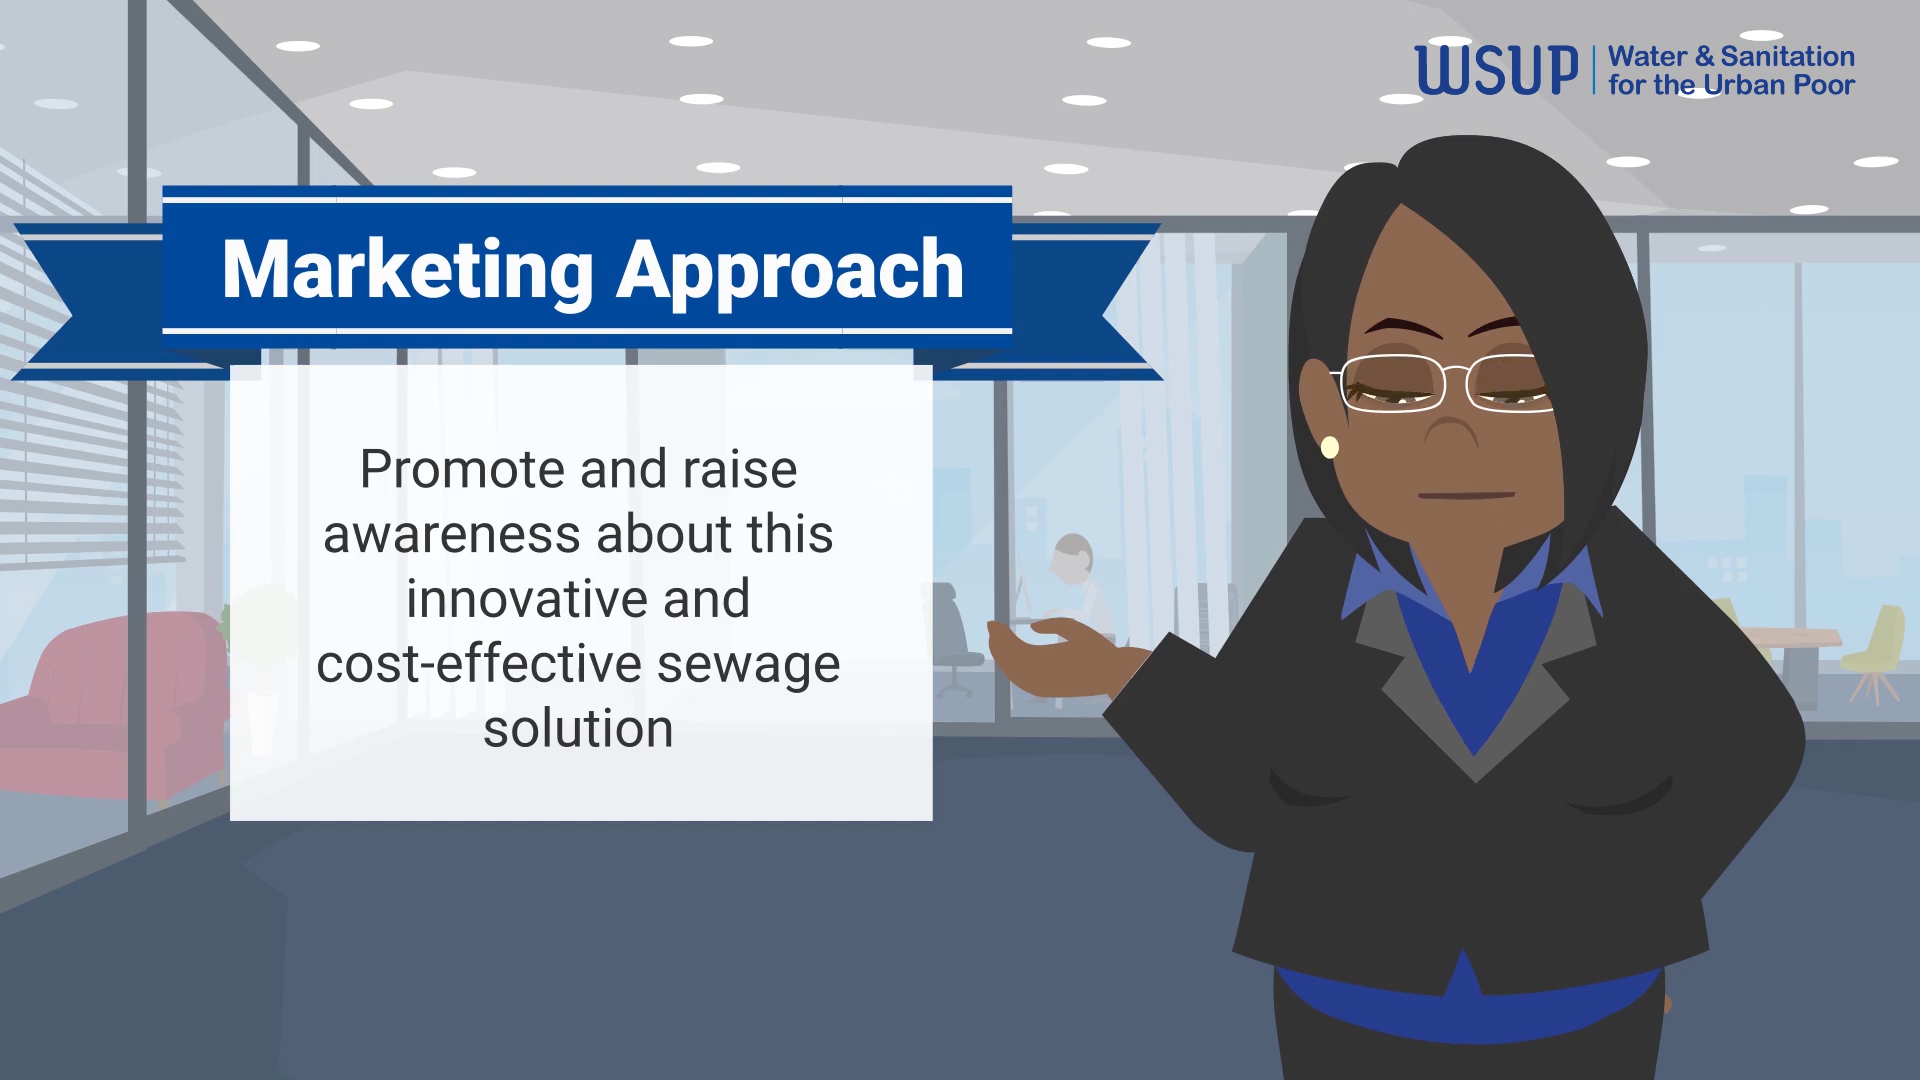 WSUP
Water & Sanitation
for the Urban Poor
Marketing Approach
Promote and raise
awareness about this
innovative and
cost-effective sewage
solution